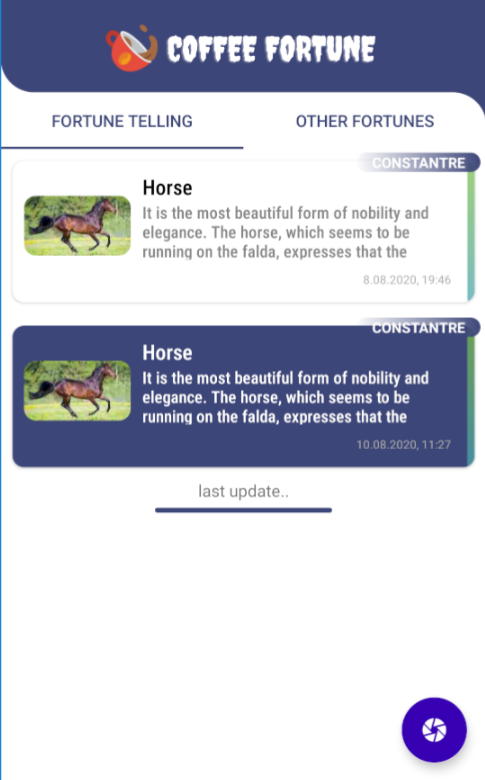 COFFEE FORTUNE
FORTUNE TELLING
OTHER FORTUNES
CONSTANTRE
Horse
It is the most beautiful form of nobility and
elegance. The horse, which seems to be
running on the falda, expresses that the
8.08.2020, 19:46
CONSTANTRE
Horse
It is the most beautiful form of nobility and
elegance. The horse, which seems to be
running on the falda, expresses that the
10.08.2020, 11:27
last update..